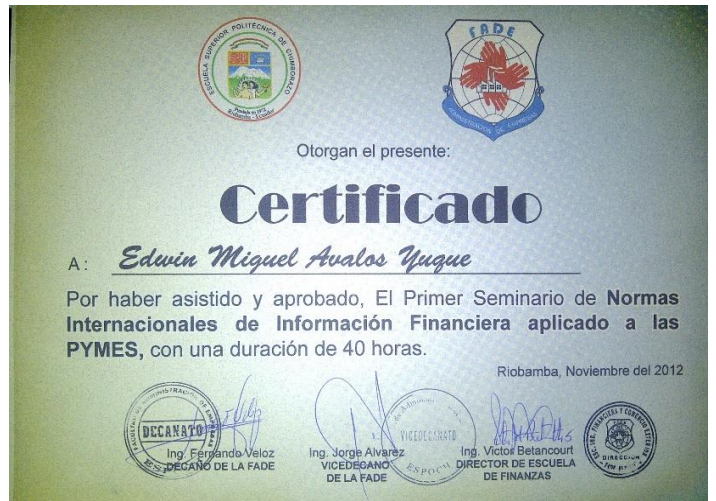 ESCUELA SUPERIOR POLITÉCNICA DE CHIMBORAZO
Riobamba - Ecuador
FADE
ADMINISTRACION DE EMPRESAS
Otorgan el presente:
Certificado
A: Edwin Miguel Avalos Yuque
Por haber asistido y aprobado, El Primer Seminario de Normas
Internacionales de Información Financiera aplicado a las
PYMES, con una duración de 40 horas.
Riobamba, Noviembre del 2012
DECANATO
VICEDECANATO
ESPOCH
DIRECCION
Ing. Fernando Veloz
DECANO DE LA FADE
Ing. Jorge Alvarez
VICEDECANO
DE LA FADE
Ing. Victor Betancourt
DIRECTOR DE ESCUELA
DE FINANZAS